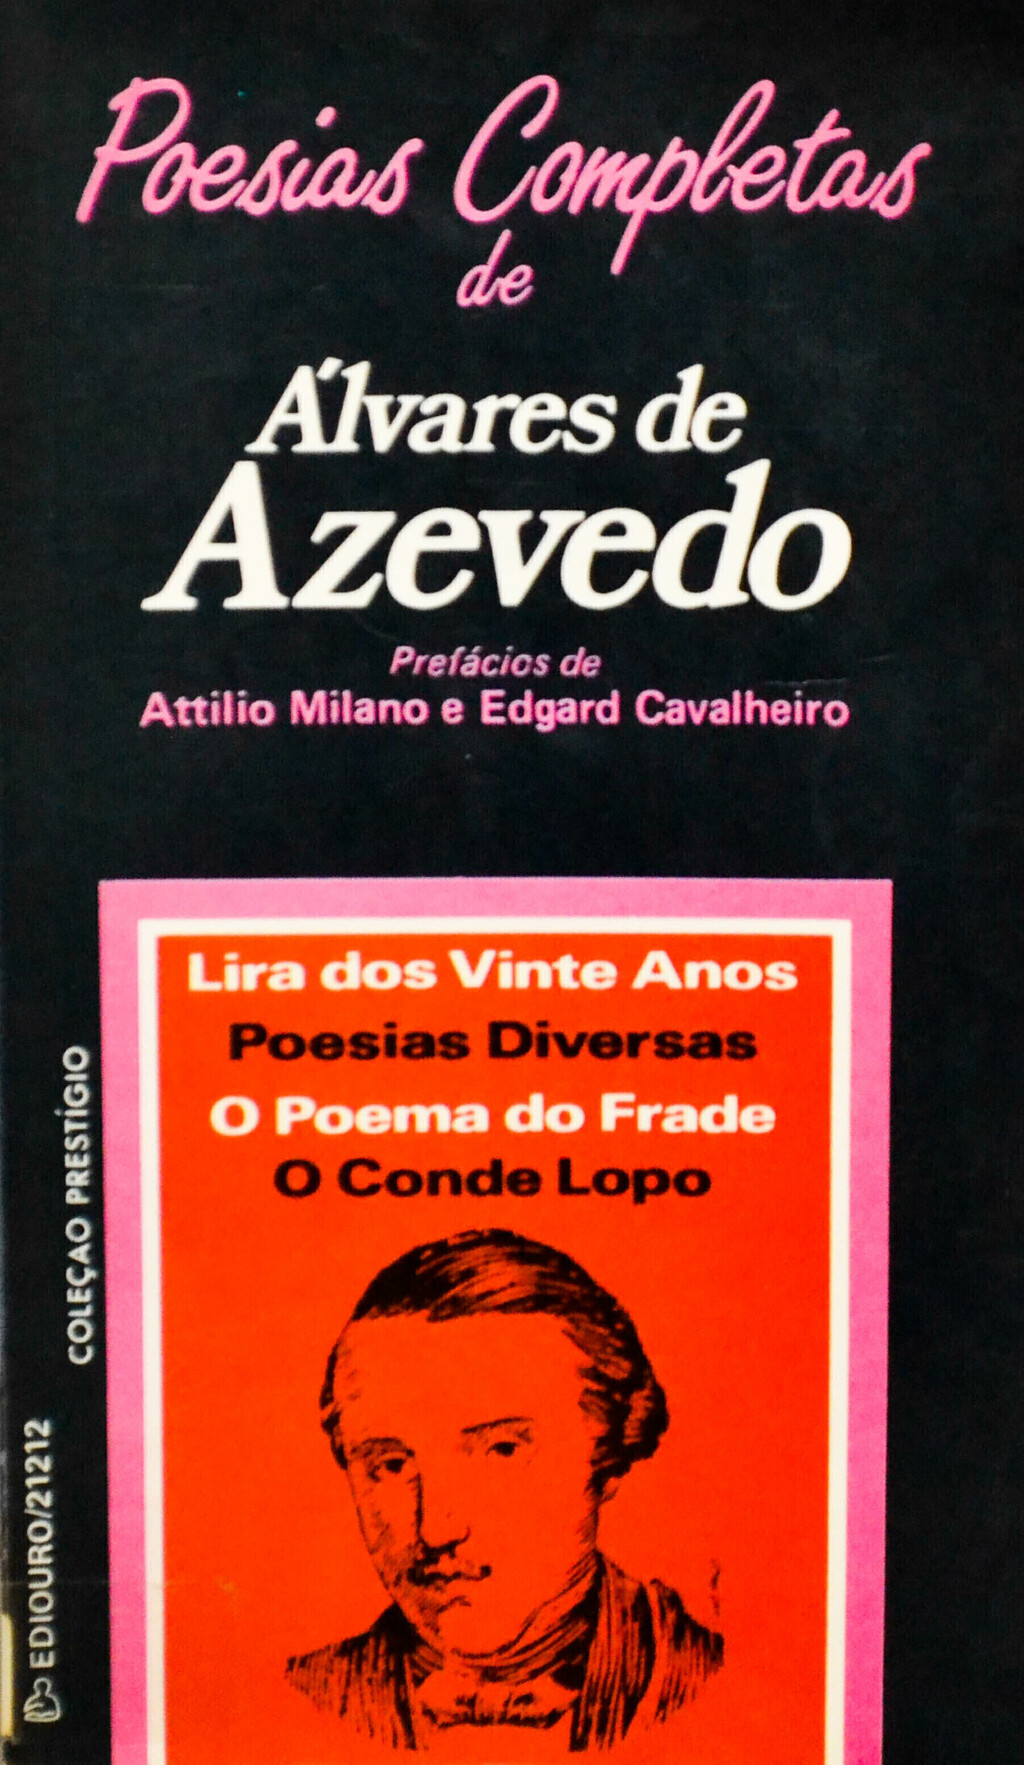 Poesias Completas
de
Álvares de
Azevedo
Prefácios de
Attilio Milano e Edgard Cavalheiro
Lira dos Vinte Anos
Poesias Diversas
O Poema do Frade
O Conde Lopo
COLEÇAO PRESTÍGIO
EDIOURO/21212